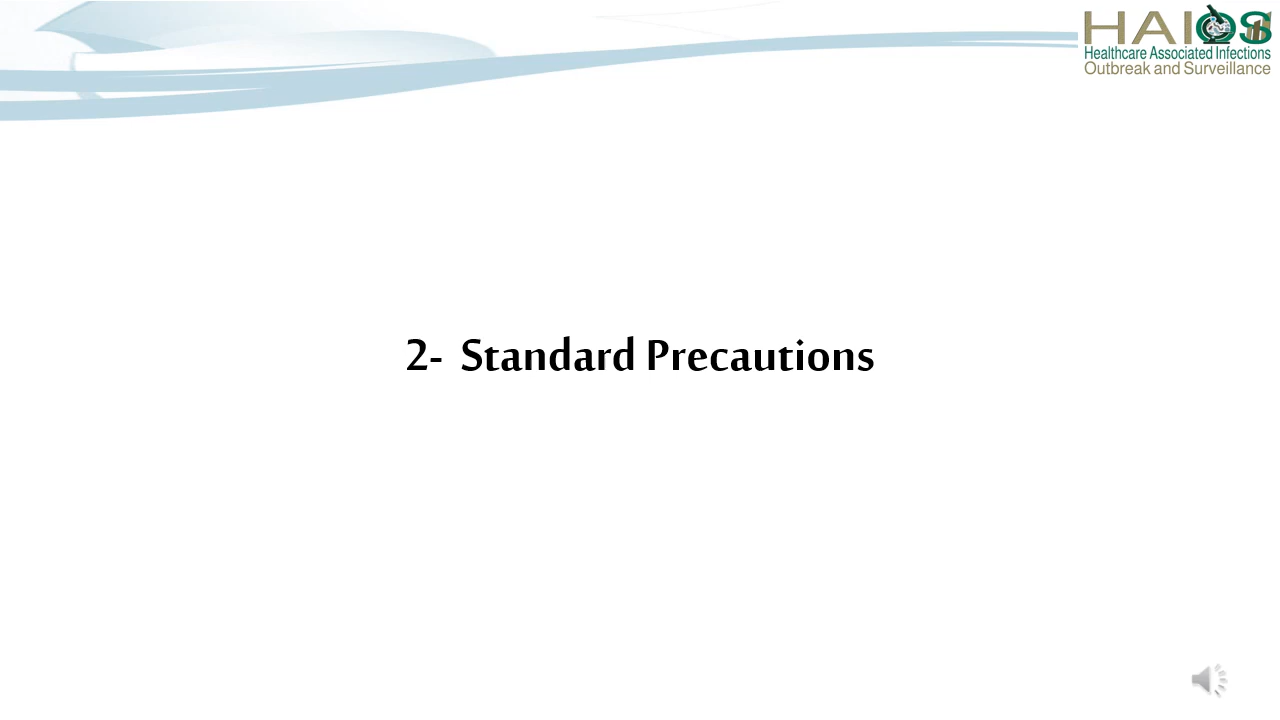 HAIOS
Healthcare Associated Infections
Outbreak and Surveillance
2- Standard Precautions